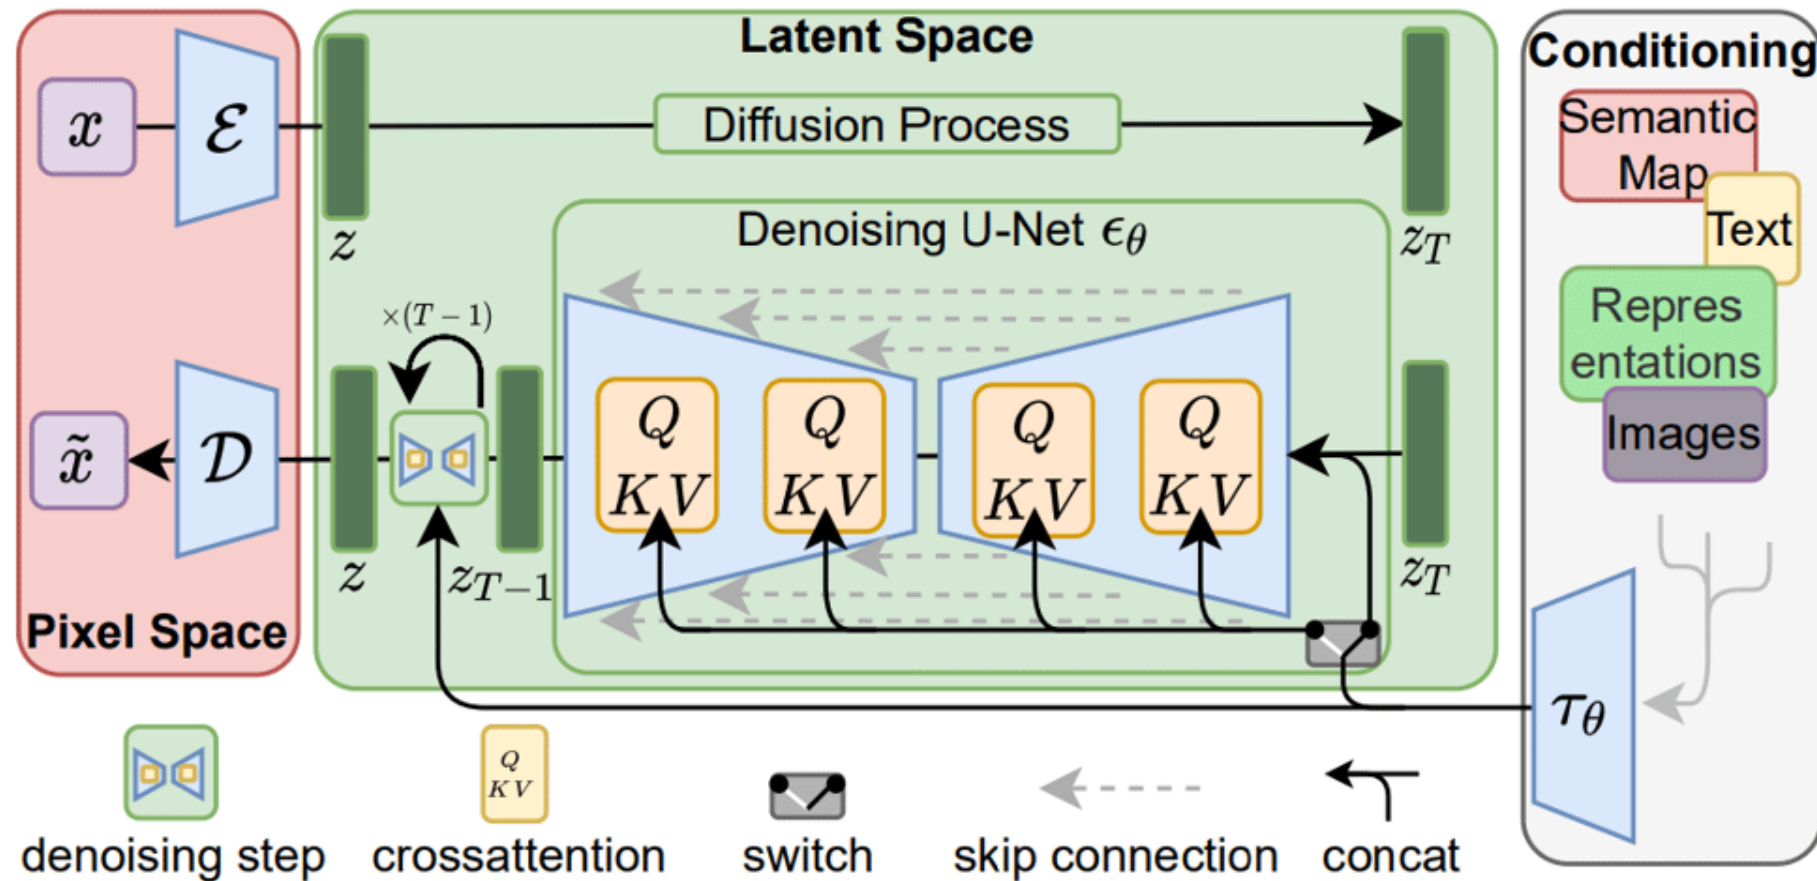 Latent Space
Conditioning
x
ℰ
Diffusion Process
Semantic
Map
Text
z
Denoising U-Net ϵθ
zT
×(T − 1)
Repres
entations
Images
x̃
𝒟
Q
KV
Q
KV
Q
KV
Q
KV
z
zT−1
zT
Pixel Space
τθ
Q
KV
denoising step
crossattention
switch
skip connection
concat